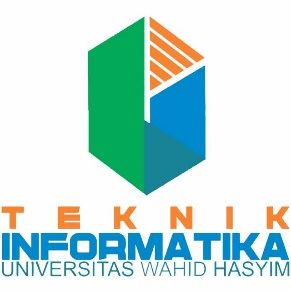 TEKNIK
INFORMATIKA
UNIVERSITAS WAHID HASYIM